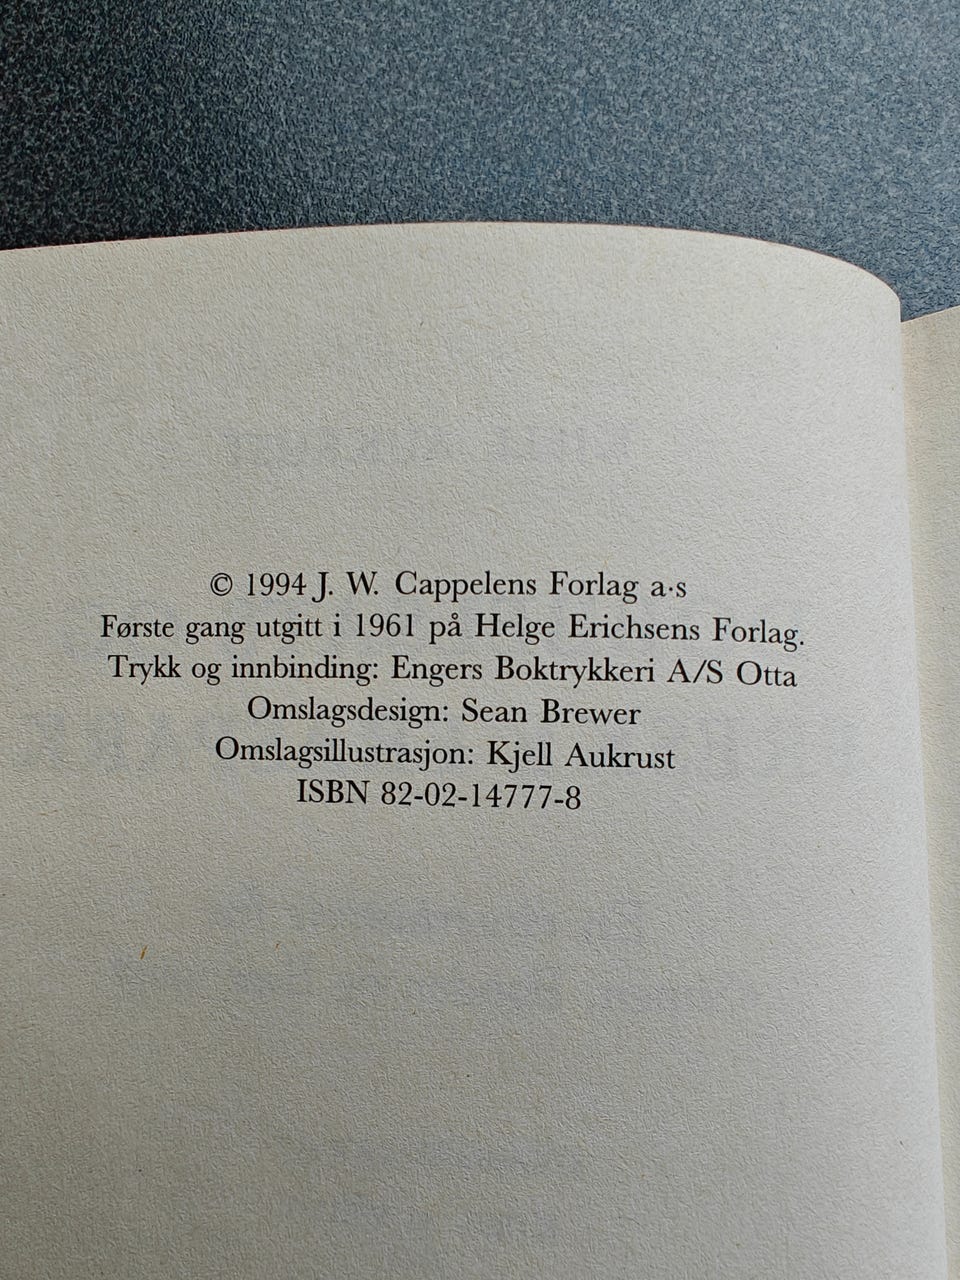 © 1994 J. W. Cappelens Forlag a·s
Første gang utgitt i 1961 på Helge Erichsens Forlag.
Trykk og innbinding: Engers Boktrykkeri A/S Otta
Omslagsdesign: Sean Brewer
Omslagsillustrasjon: Kjell Aukrust
ISBN 82-02-14777-8